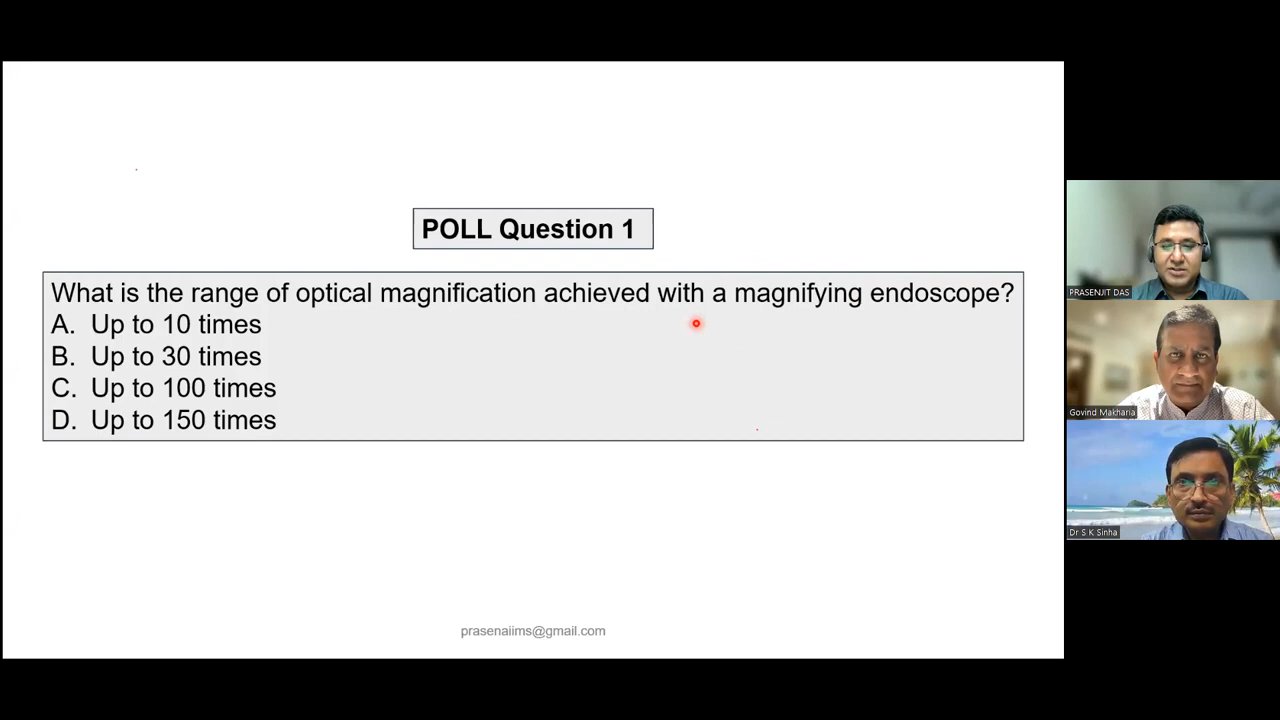 POLL Question 1
What is the range of optical magnification achieved with a magnifying endoscope?
A. Up to 10 times
B. Up to 30 times
C. Up to 100 times
D. Up to 150 times
prasenaiims@gmail.com
PRASENJIT DAS
Govind Makharia
Dr S K Sinha